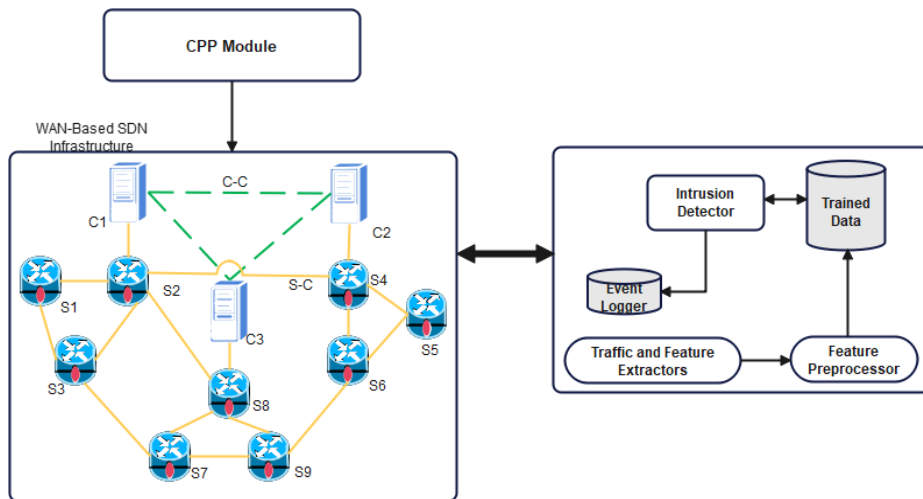 CPP Module
WAN-Based SDN
Infrastructure
C-C
C1
C2
S-C
S1
S2
S4
C3
S5
S3
S6
S8
S7
S9
Intrusion
Detector
Trained
Data
Event
Logger
Traffic and Feature
Extractors
Feature
Preprocessor